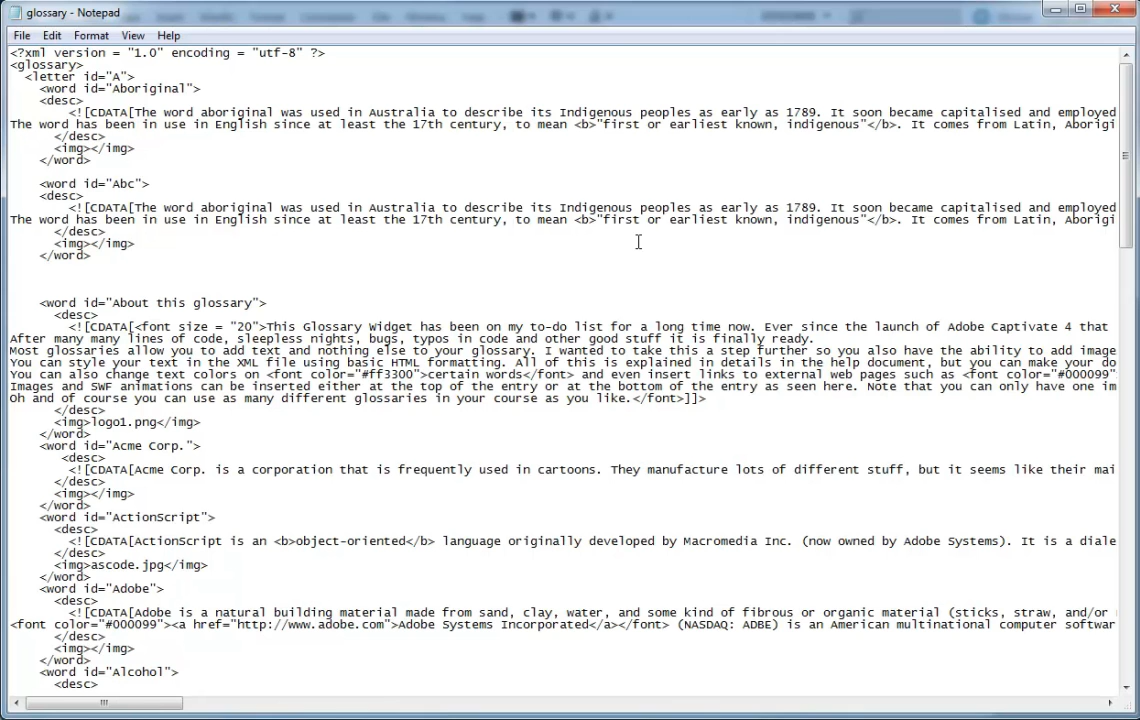 glossary - Notepad
File Edit Format View Help
<?xml version = "1.0" encoding = "utf-8" ?>
<glossary>
<letter id="A">
<word id="Aboriginal">
<desc>
<![CDATA[The word aboriginal was used in Australia to describe its Indigenous peoples as early as 1789. It soon became capitalised and employed
The word has been in use in English since at least the 17th century, to mean <b>"first or earliest known, indigenous"</b>. It comes from Latin, Aborigi
</desc>
<img></img>
</word>
<word id="Abc">
<desc>
<![CDATA[The word aboriginal was used in Australia to describe its Indigenous peoples as early as 1789. It soon became capitalised and employed
The word has been in use in English since at least the 17th century, to mean <b>"first or earliest known, indigenous"</b>. It comes from Latin, Aborigi
</desc>
<img></img>
</word>
<word id="About this glossary">
<desc>
<![CDATA[<font size = "20">This Glossary Widget has been on my to-do list for a long time now. Ever since the launch of Adobe Captivate 4 that
After many many lines of code, sleepless nights, bugs, typos in code and other good stuff it is finally ready.
Most glossaries allow you to add text and nothing else to your glossary. I wanted to take this a step further so you also have the ability to add image
You can style your text in the XML file using basic HTML formatting. All of this is explained in details in the help document, but you can make your do
You can also change text colors on <font color="#ff3300">certain words</font> and even insert links to external web pages such as <font color="#000099"
Images and SWF animations can be inserted either at the top of the entry or at the bottom of the entry as seen here. Note that you can only have one im
Oh and of course you can use as many different glossaries in your course as you like.</font>]]>
</desc>
<img>logo1.png</img>
</word>
<word id="Acme Corp.">
<desc>
<![CDATA[Acme Corp. is a corporation that is frequently used in cartoons. They manufacture lots of different stuff, but it seems like their mai
</desc>
<img></img>
</word>
<word id="ActionScript">
<desc>
<![CDATA[ActionScript is an <b>object-oriented</b> language originally developed by Macromedia Inc. (now owned by Adobe Systems). It is a diale
</desc>
<img>ascode.jpg</img>
</word>
<word id="Adobe">
<desc>
<![CDATA[Adobe is a natural building material made from sand, clay, water, and some kind of fibrous or organic material (sticks, straw, and/or
<font color="#000099"><a href="http://www.adobe.com">Adobe Systems Incorporated</a></font> (NASDAQ: ADBE) is an American multinational computer softwar
</desc>
<img></img>
</word>
<word id="Alcohol">
<desc>